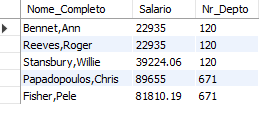 Nome_Completo Salario Nr_Depto
Bennet,Ann 22935 120
Reeves,Roger 22935 120
Stansbury,Willie 39224.06 120
Papadopoulos,Chris 89655 671
Fisher,Pele 81810.19 671